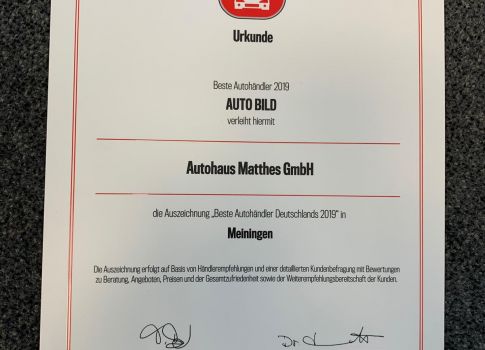 Urkunde
Beste Autohändler 2019
AUTO BILD
verleiht hiermit
Autohaus Matthes GmbH
die Auszeichnung „Beste Autohändler Deutschlands 2019" in
Meiningen
Die Auszeichnung erfolgt auf Basis von Händlerempfehlungen und einer detaillierten Kundenbefragung mit Bewertungen
zu Beratung, Angeboten, Preisen und der Gesamtzufriedenheit sowie der Weiterempfehlungsbereitschaft der Kunden.